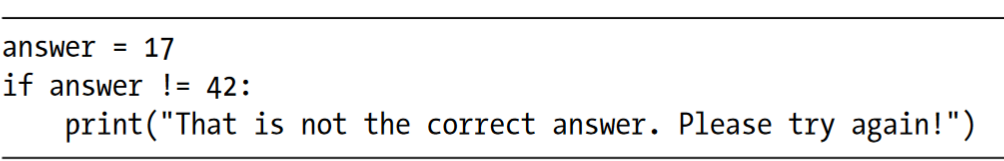 answer = 17
if answer != 42:
    print("That is not the correct answer. Please try again!")